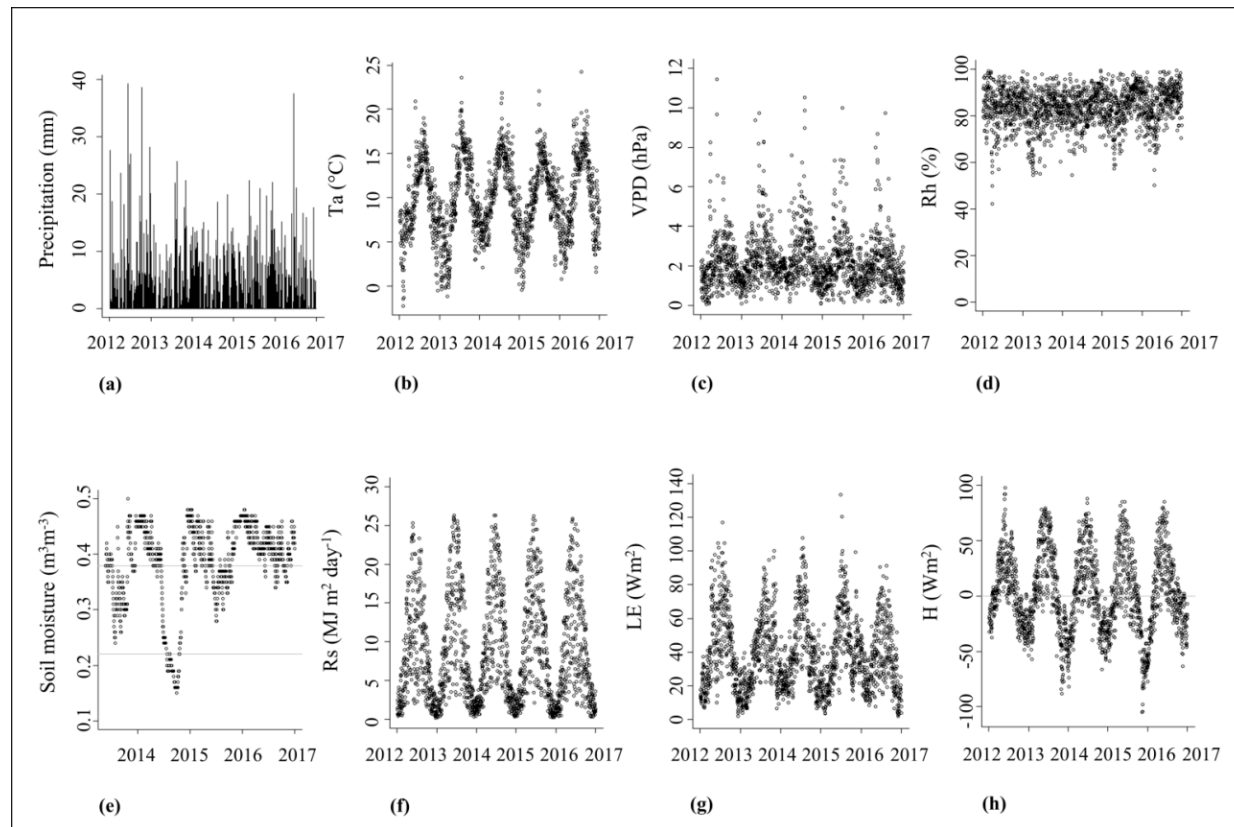 Precipitation (mm)
0 10 20 30 40
2012 2013 2014 2015 2016 2017
(a)
Ta (°C)
0 5 10 15 20 25
2012 2013 2014 2015 2016 2017
(b)
VPD (hPa)
0 2 4 6 8 10 12
2012 2013 2014 2015 2016 2017
(c)
Rh (%)
0 20 40 60 80 100
2012 2013 2014 2015 2016 2017
(d)
Soil moisture (m³m⁻³)
0.1 0.2 0.3 0.4 0.5
2014 2015 2016 2017
(e)
Rs (MJ m² day⁻¹)
0 5 10 15 20 25 30
2012 2013 2014 2015 2016 2017
(f)
LE (Wm²)
0 20 40 60 80 100 120 140
2012 2013 2014 2015 2016 2017
(g)
H (Wm²)
-100 -50 0 50 100
2012 2013 2014 2015 2016 2017
(h)